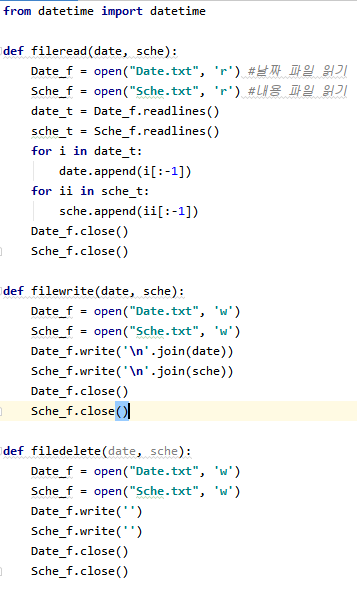 from datetime import datetime

def fileread(date, sche):
    Date_f = open("Date.txt", 'r') #날짜 파일 읽기
    Sche_f = open("Sche.txt", 'r') #내용 파일 읽기
    date_t = Date_f.readlines()
    sche_t = Sche_f.readlines()
    for i in date_t:
        date.append(i[:-1])
    for ii in sche_t:
        sche.append(ii[:-1])
    Date_f.close()
    Sche_f.close()

def filewrite(date, sche):
    Date_f = open("Date.txt", 'w')
    Sche_f = open("Sche.txt", 'w')
    Date_f.write('\n'.join(date))
    Sche_f.write('\n'.join(sche))
    Date_f.close()
    Sche_f.close()

def filedelete(date, sche):
    Date_f = open("Date.txt", 'w')
    Sche_f = open("Sche.txt", 'w')
    Date_f.write('')
    Sche_f.write('')
    Date_f.close()
    Sche_f.close()